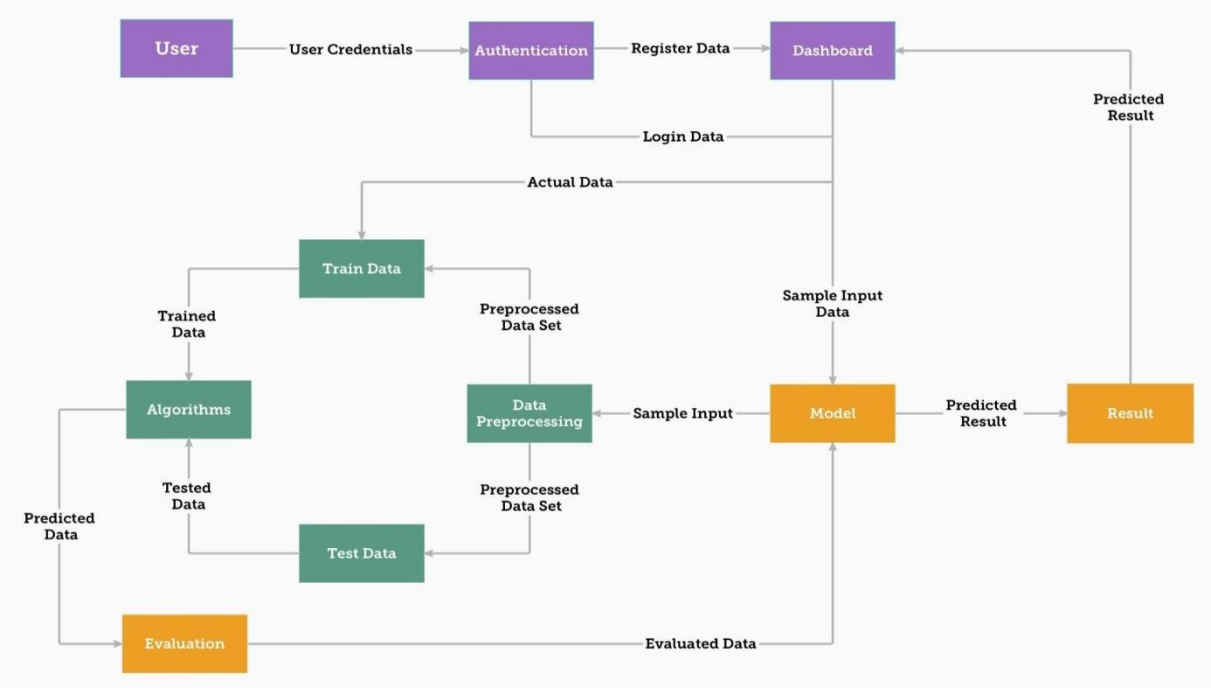 User
User Credentials
Authentication
Register Data
Dashboard
Predicted
Result
Login Data
Actual Data
Train Data
Sample Input
Data
Preprocessed
Data Set
Trained
Data
Algorithms
Data
Preprocessing
Sample Input
Model
Predicted
Result
Result
Tested
Data
Preprocessed
Data Set
Predicted
Data
Test Data
Evaluation
Evaluated Data